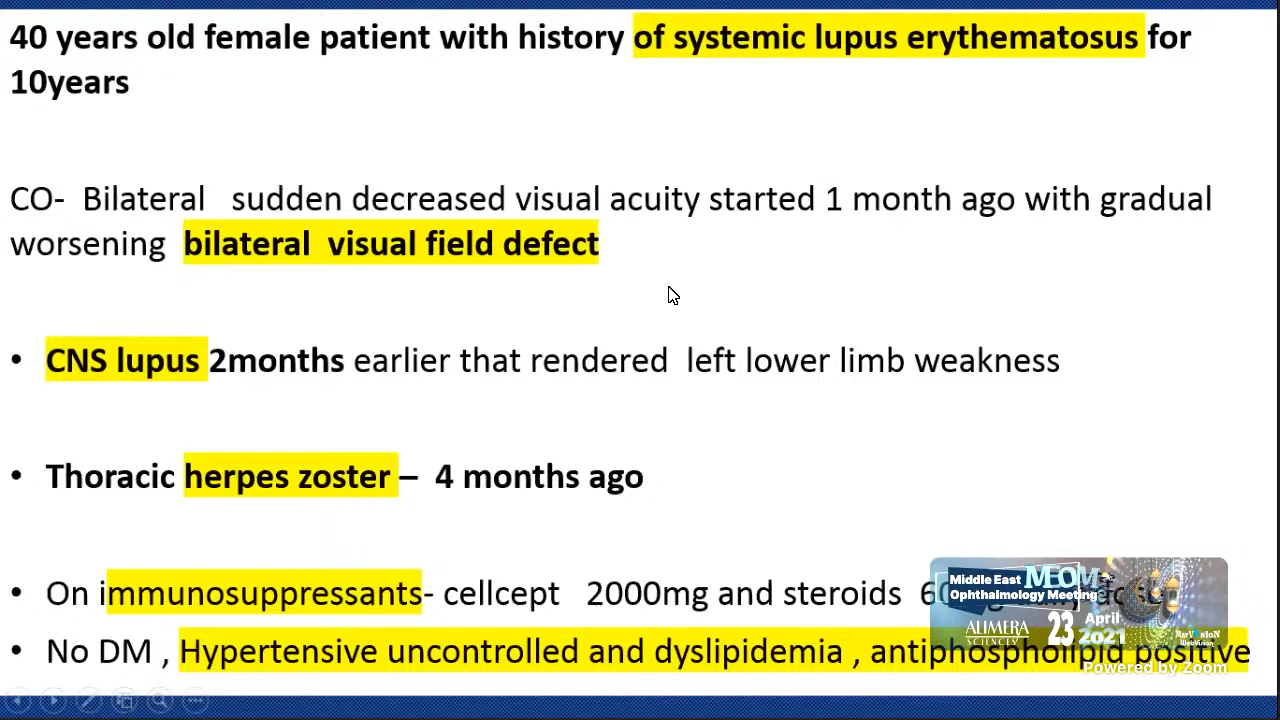 40 years old female patient with history of systemic lupus erythematosus for
10years
CO- Bilateral sudden decreased visual acuity started 1 month ago with gradual
worsening bilateral visual field defect
• CNS lupus 2months earlier that rendered left lower limb weakness
• Thoracic herpes zoster – 4 months ago
• On immunosuppressants- cellcept 2000mg and steroids
• No DM , Hypertensive uncontrolled and dyslipidemia , antiphospholipid positive
Middle East MEOM
Ophthalmology Meeting
ALIMERA
SCIENCES
23 April
2021
NarVision
WebVision
Powered by Zoom